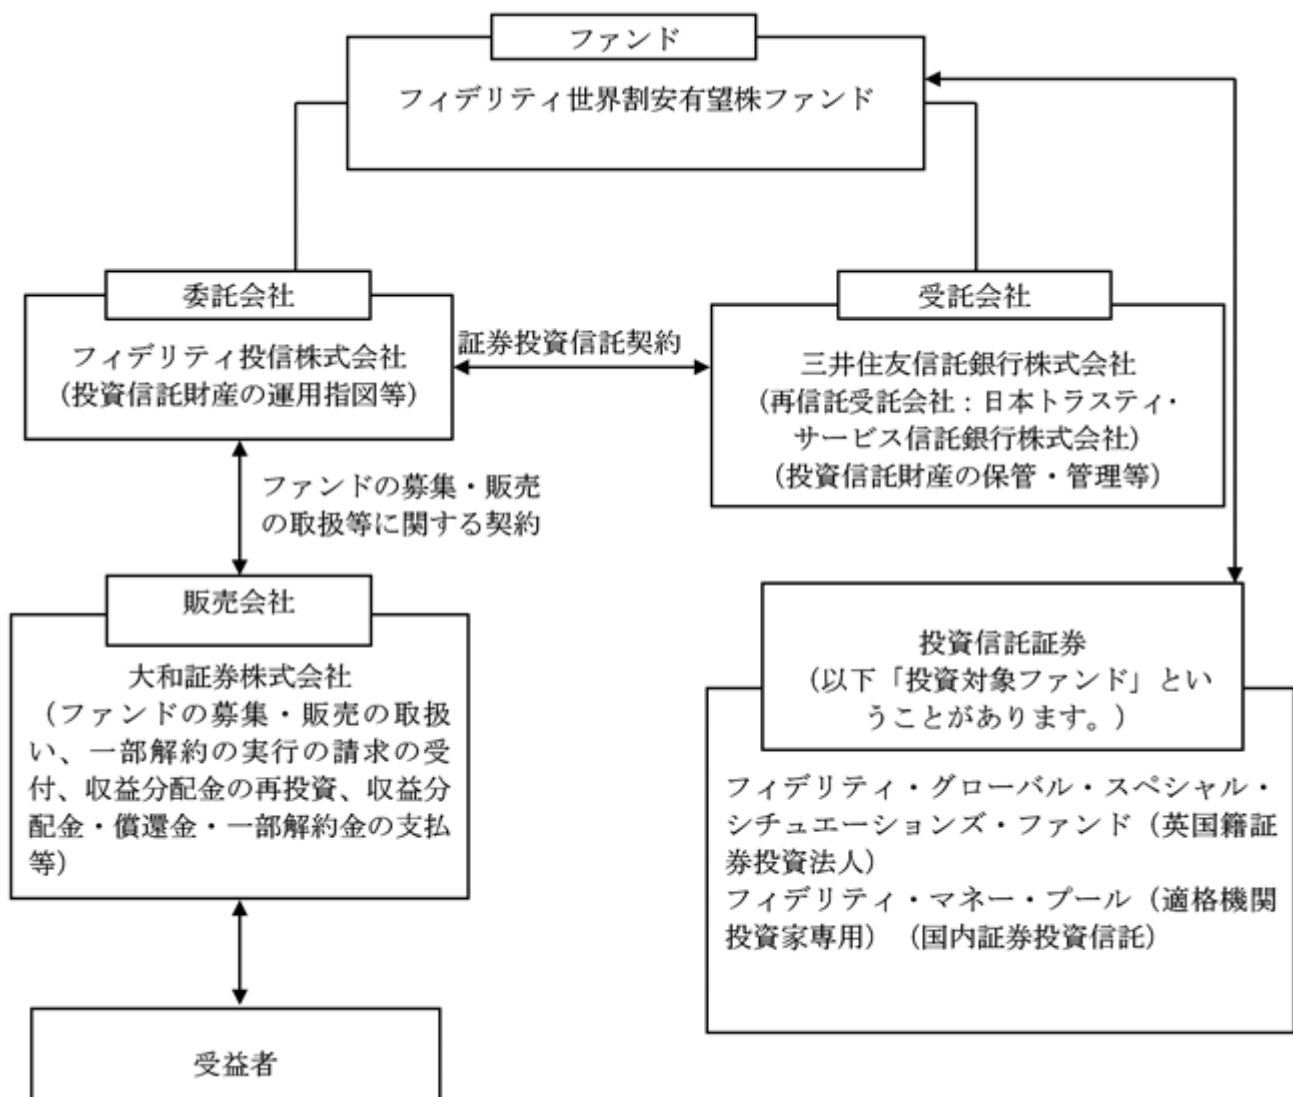 ファンド
フィデリティ世界割安有望株ファンド
委託会社
フィデリティ投信株式会社
(投資信託財産の運用指図等)
証券投資信託契約
受託会社
三井住友信託銀行株式会社
(再信託受託会社：日本トラスティ・
サービス信託銀行株式会社)
(投資信託財産の保管・管理等)
ファンドの募集・販売
の取扱等に関する契約
販売会社
大和証券株式会社
（ファンドの募集・販売の取扱
い、一部解約の実行の請求の受
付、収益分配金の再投資、収益分
配金・償還金・一部解約金の支払
等）
投資信託証券
（以下「投資対象ファンド」とい
うことがあります。）
フィデリティ・グローバル・スペシャル・
シチュエーションズ・ファンド（英国籍証
券投資法人）
フィデリティ・マネー・プール（適格機関
投資家専用）（国内証券投資信託）
受益者